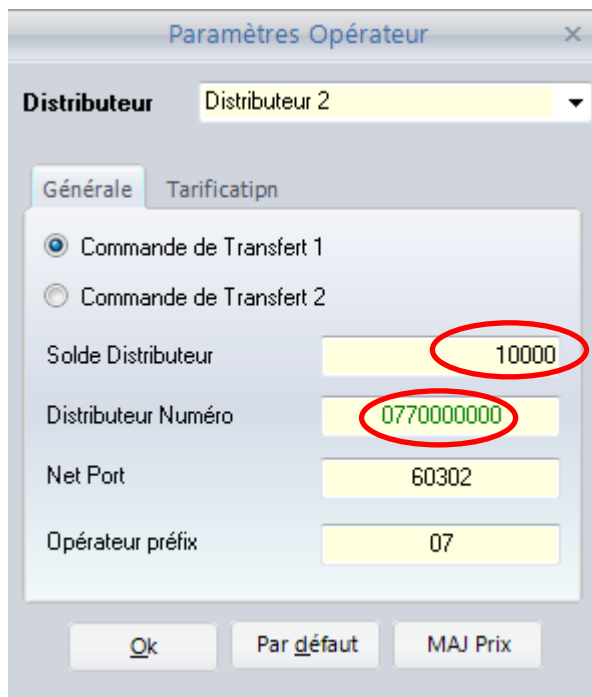 Paramètres Opérateur
Distributeur Distributeur 2
Générale Tarificatipn
Commande de Transfert 1
Commande de Transfert 2
Solde Distributeur 10000
Distributeur Numéro 0770000000
Net Port 60302
Opérateur préfix 07
Ok Par défaut MAJ Prix